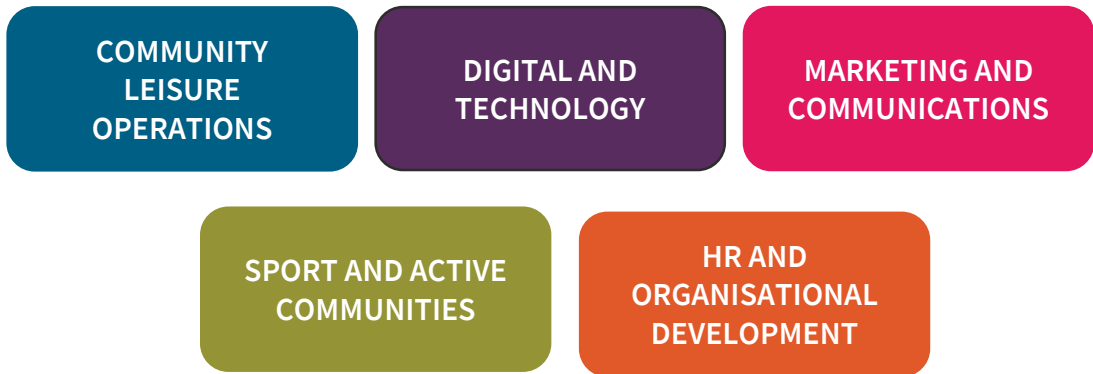 COMMUNITY
LEISURE
OPERATIONS
DIGITAL AND
TECHNOLOGY
MARKETING AND
COMMUNICATIONS
SPORT AND ACTIVE
COMMUNITIES
HR AND
ORGANISATIONAL
DEVELOPMENT